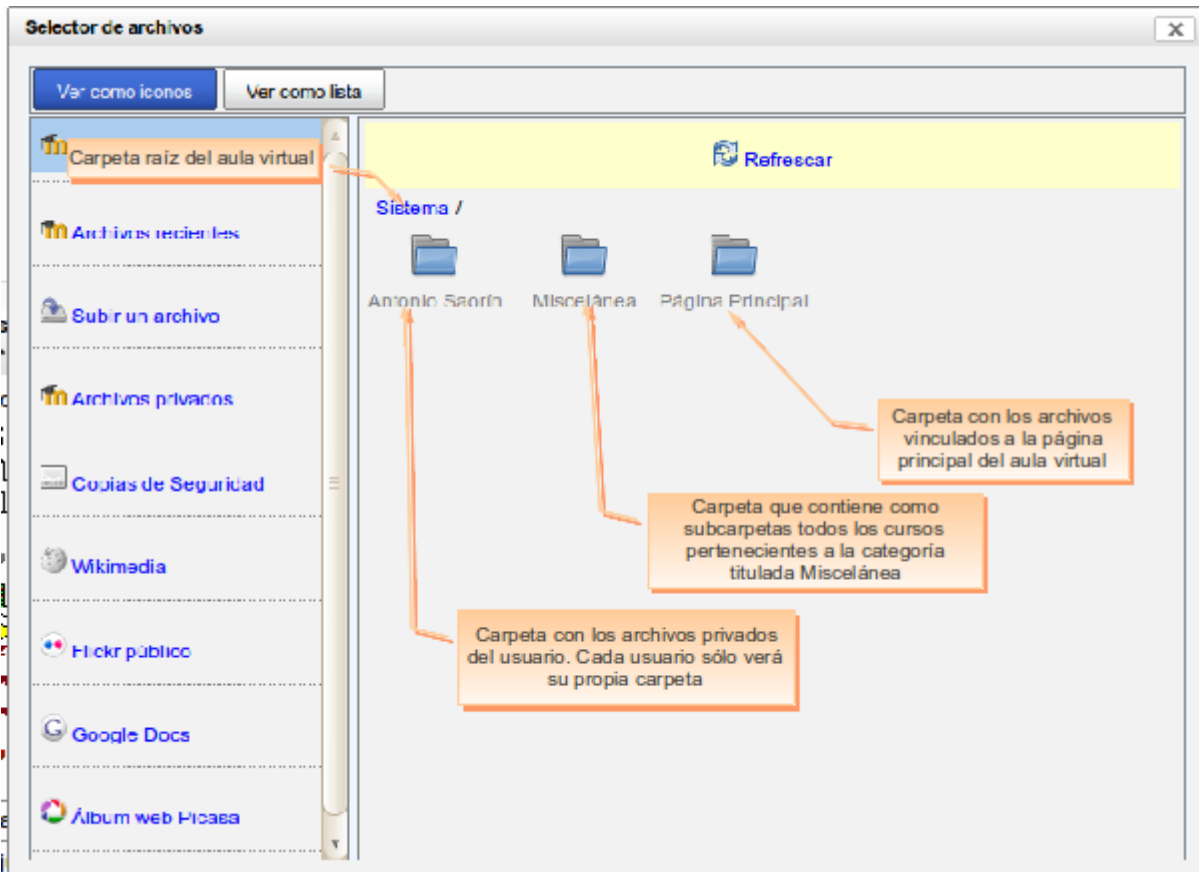 Selector de archivos
Ver como iconos
Ver como lista
Carpeta raíz del aula virtual
Archivos recientes
Subir un archivo
Archivos privados
Copias de Seguridad
Wikimedia
Flickr público
Google Docs
Álbum web Picasa
Refrescar
Sistema /
Antonio Saorín
Miscelánea
Página Principal
Carpeta con los archivos
vinculados a la página
principal del aula virtual
Carpeta que contiene como
subcarpetas todos los cursos
pertenecientes a la categoría
titulada Miscelánea
Carpeta con los archivos privados
del usuario. Cada usuario sólo verá
su propia carpeta